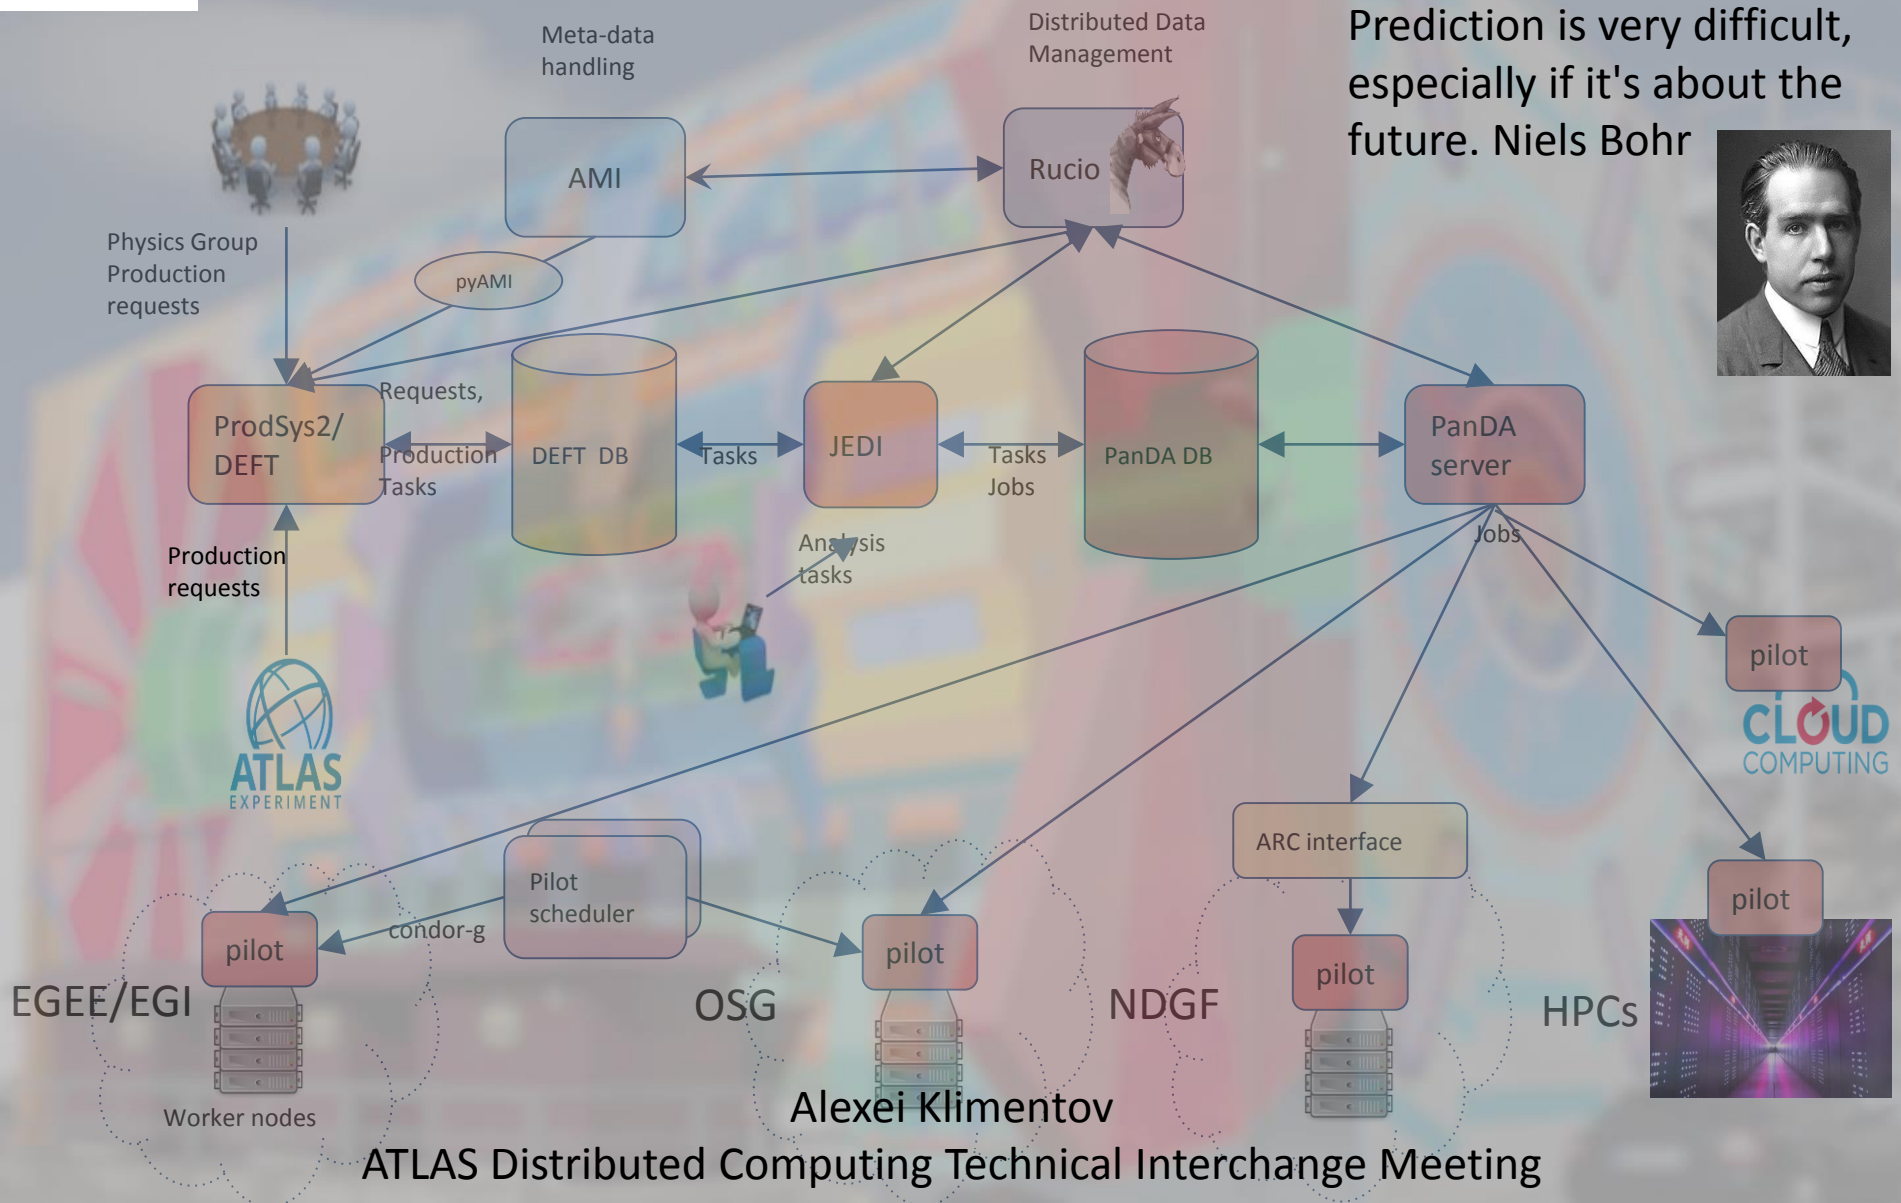 Meta-data
handling
Distributed Data
Management
Prediction is very difficult,
especially if it's about the
future. Niels Bohr
AMI
Rucio
Physics Group
Production
requests
pyAMI
Requests,
Production
Tasks
ProdSys2/
DEFT
DEFT DB
Tasks
JEDI
Tasks
Jobs
PanDA DB
PanDA
server
Production
requests
Analysis
tasks
Jobs
ATLAS
EXPERIMENT
pilot
CLOUD
COMPUTING
ARC interface
Pilot
scheduler
condor-g
pilot
pilot
pilot
pilot
EGEE/EGI
OSG
NDGF
HPCs
Worker nodes
Alexei Klimentov
ATLAS Distributed Computing Technical Interchange Meeting